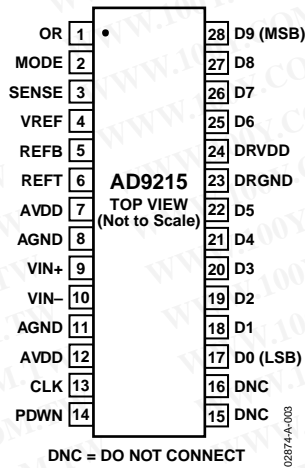 OR 1 28 D9 (MSB)
MODE 2 27 D8
SENSE 3 26 D7
VREF 4 25 D6
REFB 5 24 DRVDD
REFT 6 AD9215 23 DRGND
AVDD 7 TOP VIEW 22 D5
(Not to Scale)
AGND 8 21 D4
VIN+ 9 20 D3
VIN– 10 19 D2
AGND 11 18 D1
AVDD 12 17 D0 (LSB)
CLK 13 16 DNC
PDWN 14 15 DNC
DNC = DO NOT CONNECT
02874-A-003